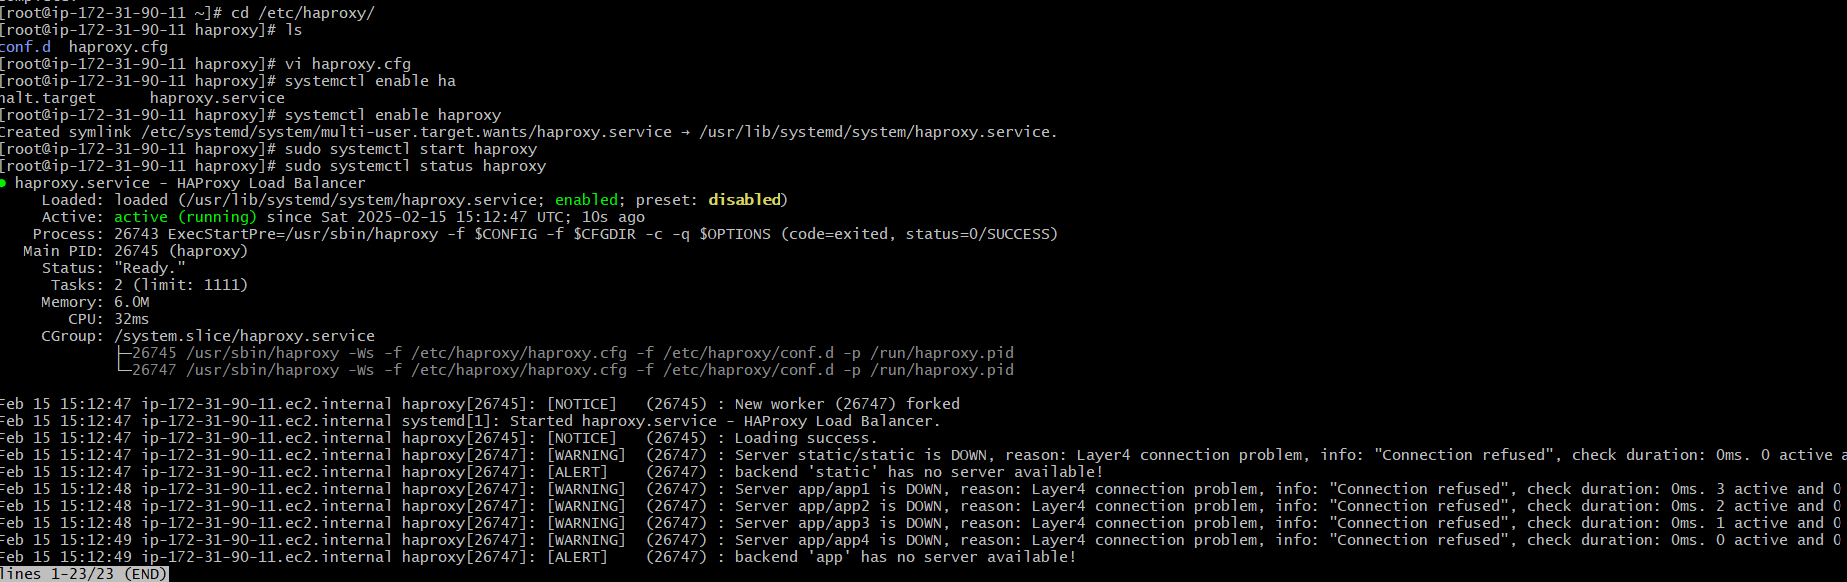 [root@ip-172-31-90-11 ~]# cd /etc/haproxy/
[root@ip-172-31-90-11 haproxy]# ls
conf.d  haproxy.cfg
[root@ip-172-31-90-11 haproxy]# vi haproxy.cfg
[root@ip-172-31-90-11 haproxy]# systemctl enable ha
halt.target      haproxy.service
[root@ip-172-31-90-11 haproxy]# systemctl enable haproxy
Created symlink /etc/systemd/system/multi-user.target.wants/haproxy.service → /usr/lib/systemd/system/haproxy.service.
[root@ip-172-31-90-11 haproxy]# sudo systemctl start haproxy
[root@ip-172-31-90-11 haproxy]# sudo systemctl status haproxy
● haproxy.service - HAProxy Load Balancer
     Loaded: loaded (/usr/lib/systemd/system/haproxy.service; enabled; preset: disabled)
     Active: active (running) since Sat 2025-02-15 15:12:47 UTC; 10s ago
    Process: 26743 ExecStartPre=/usr/sbin/haproxy -f $CONFIG -f $CFGDIR -c -q $OPTIONS (code=exited, status=0/SUCCESS)
   Main PID: 26745 (haproxy)
     Status: "Ready."
      Tasks: 2 (limit: 1111)
     Memory: 6.0M
        CPU: 32ms
     CGroup: /system.slice/haproxy.service
             ├─26745 /usr/sbin/haproxy -Ws -f /etc/haproxy/haproxy.cfg -f /etc/haproxy/conf.d -p /run/haproxy.pid
             └─26747 /usr/sbin/haproxy -Ws -f /etc/haproxy/haproxy.cfg -f /etc/haproxy/conf.d -p /run/haproxy.pid
Feb 15 15:12:47 ip-172-31-90-11.ec2.internal haproxy[26745]: [NOTICE]   (26745) : New worker (26747) forked
Feb 15 15:12:47 ip-172-31-90-11.ec2.internal systemd[1]: Started haproxy.service - HAProxy Load Balancer.
Feb 15 15:12:47 ip-172-31-90-11.ec2.internal haproxy[26745]: [NOTICE]   (26745) : Loading success.
Feb 15 15:12:47 ip-172-31-90-11.ec2.internal haproxy[26747]: [WARNING]  (26747) : Server static/static is DOWN, reason: Layer4 connection problem, info: "Connection refused", check duration: 0ms. 0 active a
Feb 15 15:12:47 ip-172-31-90-11.ec2.internal haproxy[26747]: [ALERT]    (26747) : backend 'static' has no server available!
Feb 15 15:12:48 ip-172-31-90-11.ec2.internal haproxy[26747]: [WARNING]  (26747) : Server app/app1 is DOWN, reason: Layer4 connection problem, info: "Connection refused", check duration: 0ms. 3 active and 0
Feb 15 15:12:48 ip-172-31-90-11.ec2.internal haproxy[26747]: [WARNING]  (26747) : Server app/app2 is DOWN, reason: Layer4 connection problem, info: "Connection refused", check duration: 0ms. 2 active and 0
Feb 15 15:12:48 ip-172-31-90-11.ec2.internal haproxy[26747]: [WARNING]  (26747) : Server app/app3 is DOWN, reason: Layer4 connection problem, info: "Connection refused", check duration: 0ms. 1 active and 0
Feb 15 15:12:49 ip-172-31-90-11.ec2.internal haproxy[26747]: [WARNING]  (26747) : Server app/app4 is DOWN, reason: Layer4 connection problem, info: "Connection refused", check duration: 0ms. 0 active and 0
Feb 15 15:12:49 ip-172-31-90-11.ec2.internal haproxy[26747]: [ALERT]    (26747) : backend 'app' has no server available!
lines 1-23/23 (END)